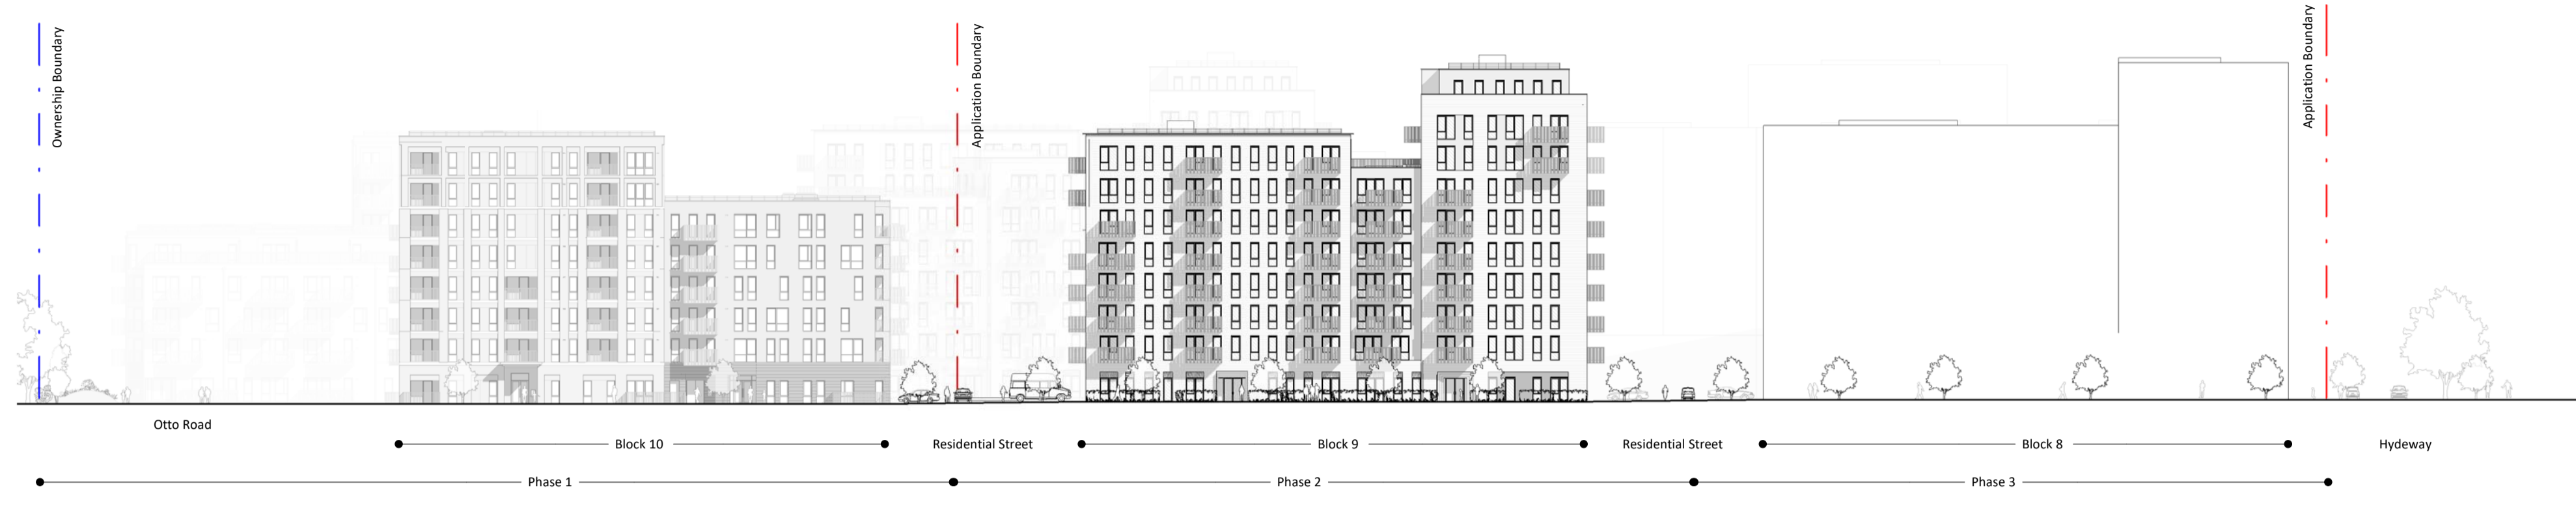 Ownership Boundary
Application Boundary
Application Boundary
Otto Road
Block 10
Residential Street
Block 9
Residential Street
Block 8
Hydeway
Phase 1
Phase 2
Phase 3